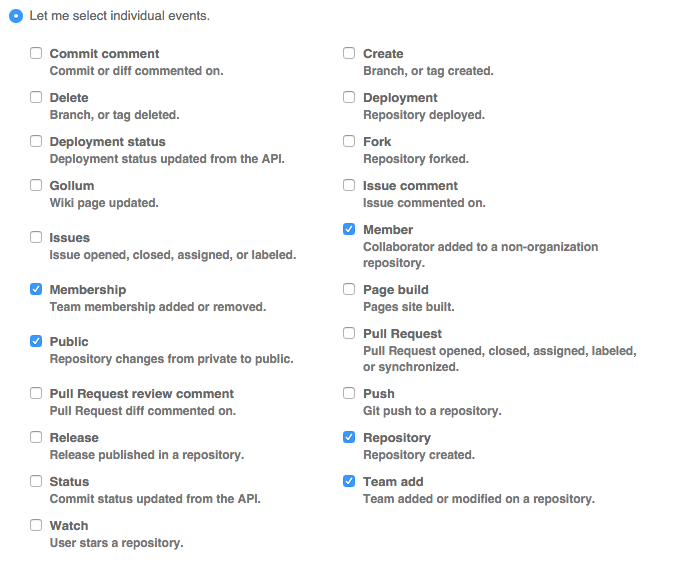 Let me select individual events.
Commit comment
Commit or diff commented on.
Create
Branch, or tag created.
Delete
Branch, or tag deleted.
Deployment
Repository deployed.
Deployment status
Deployment status updated from the API.
Fork
Repository forked.
Gollum
Wiki page updated.
Issue comment
Issue commented on.
Issues
Issue opened, closed, assigned, or labeled.
Member
Collaborator added to a non-organization
repository.
Membership
Team membership added or removed.
Page build
Pages site built.
Public
Repository changes from private to public.
Pull Request
Pull Request opened, closed, assigned, labeled,
or synchronized.
Pull Request review comment
Pull Request diff commented on.
Push
Git push to a repository.
Release
Release published in a repository.
Repository
Repository created.
Status
Commit status updated from the API.
Team add
Team added or modified on a repository.
Watch
User stars a repository.